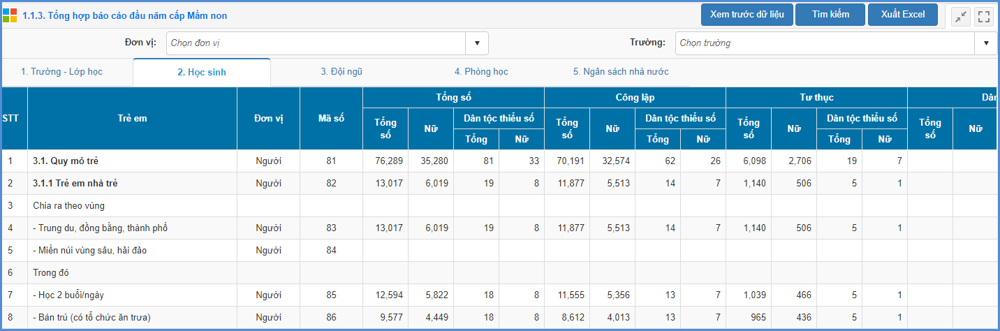 1.1.3. Tổng hợp báo cáo đầu năm cấp Mầm non Xem trước dữ liệu Tìm kiếm Xuất Excel
Đơn vị: Chọn đơn vị Trường: Chọn trường
1. Trường - Lớp học 2. Học sinh 3. Đội ngũ 4. Phòng học 5. Ngân sách nhà nước
STT Trẻ em Đơn vị Mã số Tổng số Công lập Tư thục Dân
Tổng số Nữ Dân tộc thiểu số Tổng số Nữ Dân tộc thiểu số Tổng số Nữ Dân tộc thiểu số Tổng số Nữ
Tổng Nữ Tổng Nữ Tổng Nữ
1 3.1. Quy mô trẻ Người 81 76,289 35,280 81 33 70,191 32,574 62 26 6,098 2,706 19 7
2 3.1.1 Trẻ em nhà trẻ Người 82 13,017 6,019 19 8 11,877 5,513 14 7 1,140 506 5 1
3 Chia ra theo vùng
4 - Trung du, đồng bằng, thành phố Người 83 13,017 6,019 19 8 11,877 5,513 14 7 1,140 506 5 1
5 - Miền núi vùng sâu, hải đảo Người 84
6 Trong đó
7 - Học 2 buổi/ngày Người 85 12,594 5,822 18 8 11,555 5,356 13 7 1,039 466 5 1
8 - Bán trú (có tổ chức ăn trưa) Người 86 9,577 4,449 18 8 8,612 4,013 13 7 965 436 5 1